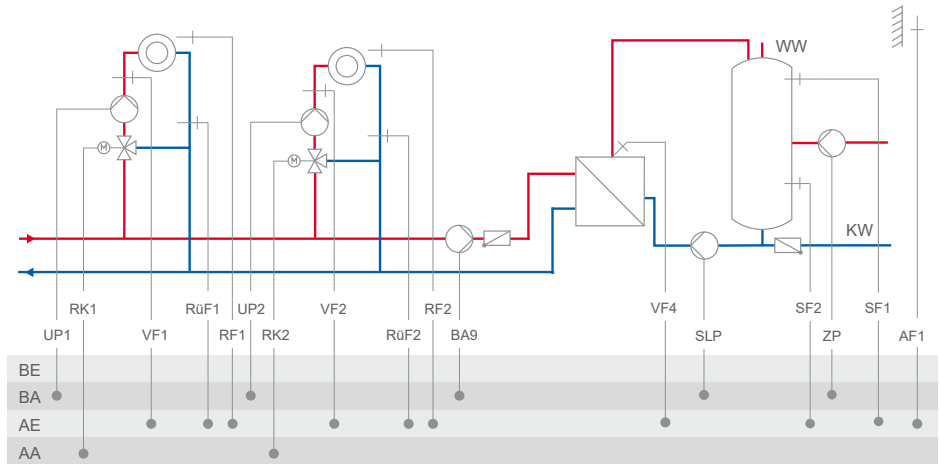 WW
M
M
KW
RK1 RüF1 UP2 VF2 RF2 VF4 SF2 SF1
UP1 VF1 RF1 RK2 RüF2 BA9 SLP ZP AF1
BE
BA
AE
AA